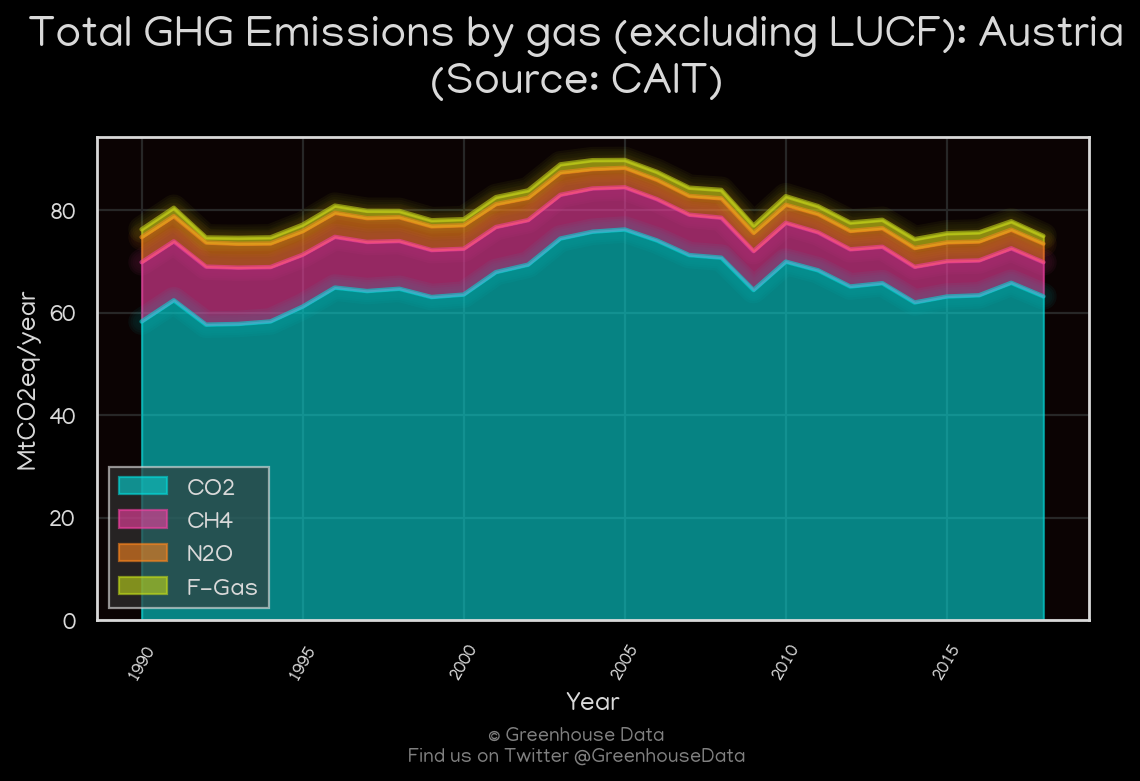 Total GHG Emissions by gas (excluding LUCF): Austria
(Source: CAIT)
MtCO2eq/year
80
60
40
20
0
CO2
CH4
N2O
F-Gas
1990
1995
2000
2005
2010
2015
Year
© Greenhouse Data
Find us on Twitter @GreenhouseData